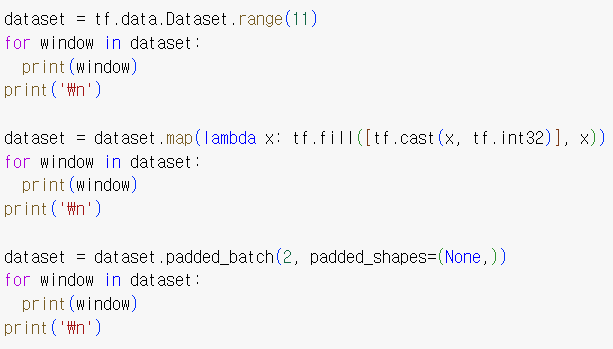 dataset = tf.data.Dataset.range(11)
for window in dataset:
  print(window)
print('₩n')

dataset = dataset.map(lambda x: tf.fill([tf.cast(x, tf.int32)], x))
for window in dataset:
  print(window)
print('₩n')

dataset = dataset.padded_batch(2, padded_shapes=(None,))
for window in dataset:
  print(window)
print('₩n')